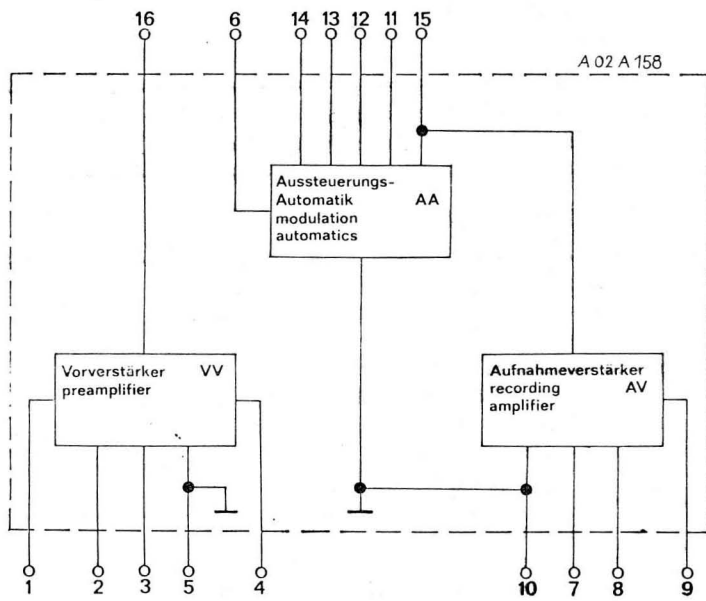 16 6 14 13 12 11 15
A 02 A 158
Aussteuerungs-
Automatik AA
modulation
automatics
Vorverstärker VV
preamplifier
Aufnahmeverstärker
recording AV
amplifier
1 2 3 5 4 10 7 8 9